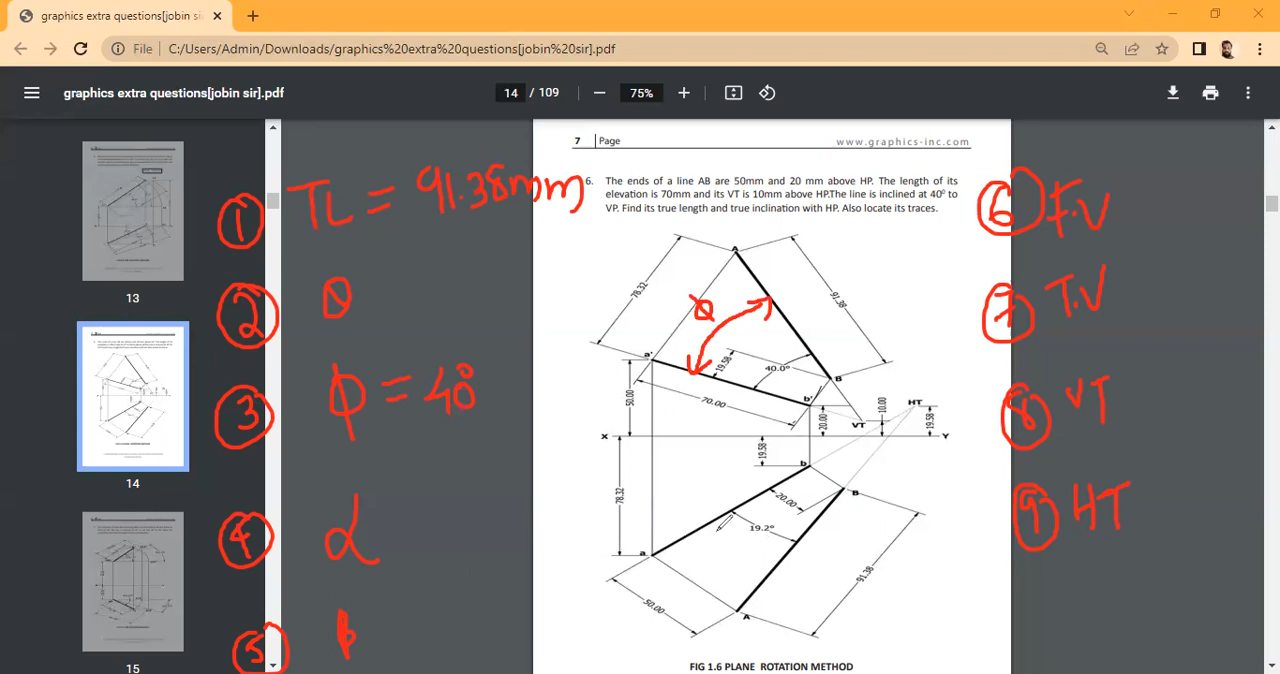 graphics extra questions[jobin si
File
C:/Users/Admin/Downloads/graphics%20extra%20questions[jobin%20sir].pdf
graphics extra questions[jobin sir].pdf
14 / 109
75%
13
14
15
7 | Page
www.graphics-inc.com
6. The ends of a line AB are 50mm and 20 mm above HP. The length of its
elevation is 70mm and its VT is 10mm above HP.The line is inclined at 40⁰ to
VP. Find its true length and true inclination with HP. Also locate its traces.
A
78.32
91.38
a'
19.58
40.0°
B
50.00
70.00
b'
20.00
VT
10.00
HT
19.58
X
Y
78.32
19.58
b
20.00
B
19.2°
a
50.00
A
91.38
FIG 1.6 PLANE ROTATION METHOD
① TL = 91.38mm
② θ
③ ϕ = 40°
④ α
⑤ β
⑥ F.V
⑦ T.V
⑧ VT
⑨ HT